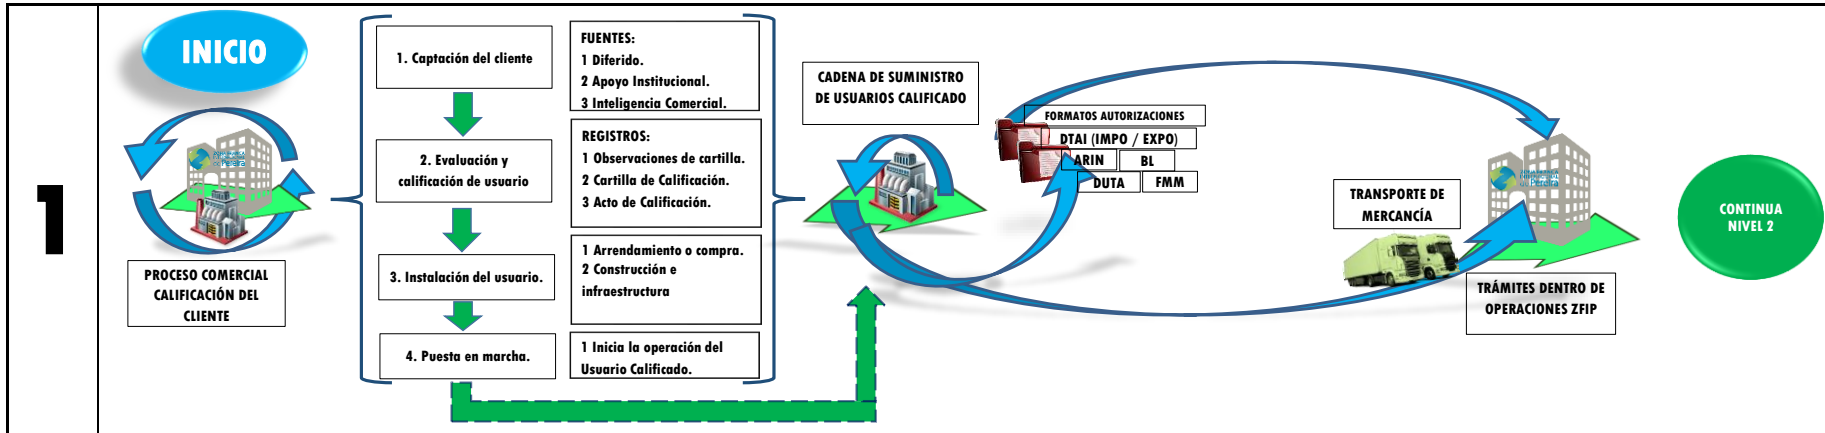 1
INICIO
PROCESO COMERCIAL
CALIFICACIÓN DEL
CLIENTE
1. Captación del cliente
2. Evaluación y
calificación de usuario
3. Instalación del usuario.
4. Puesta en marcha.
FUENTES:
1 Diferido.
2 Apoyo Institucional.
3 Inteligencia Comercial.
REGISTROS:
1 Observaciones de cartilla.
2 Cartilla de Calificación.
3 Acto de Calificación.
1 Arrendamiento o compra.
2 Construcción e
infraestructura
1 Inicia la operación del
Usuario Calificado.
CADENA DE SUMINISTRO
DE USUARIOS CALIFICADO
FORMATOS AUTORIZACIONES
DTAI (IMPO / EXPO)
ARIN
BL
DUTA
FMM
TRANSPORTE DE
MERCANCÍA
de Pereira
TRÁMITES DENTRO DE
OPERACIONES ZFIP
CONTINUA
NIVEL 2